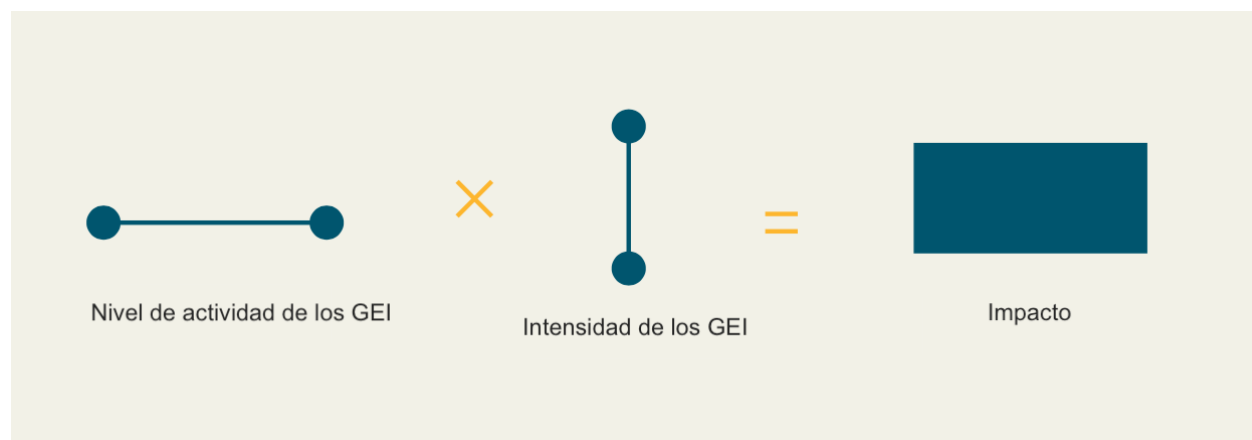 Nivel de actividad de los GEI
Intensidad de los GEI
Impacto